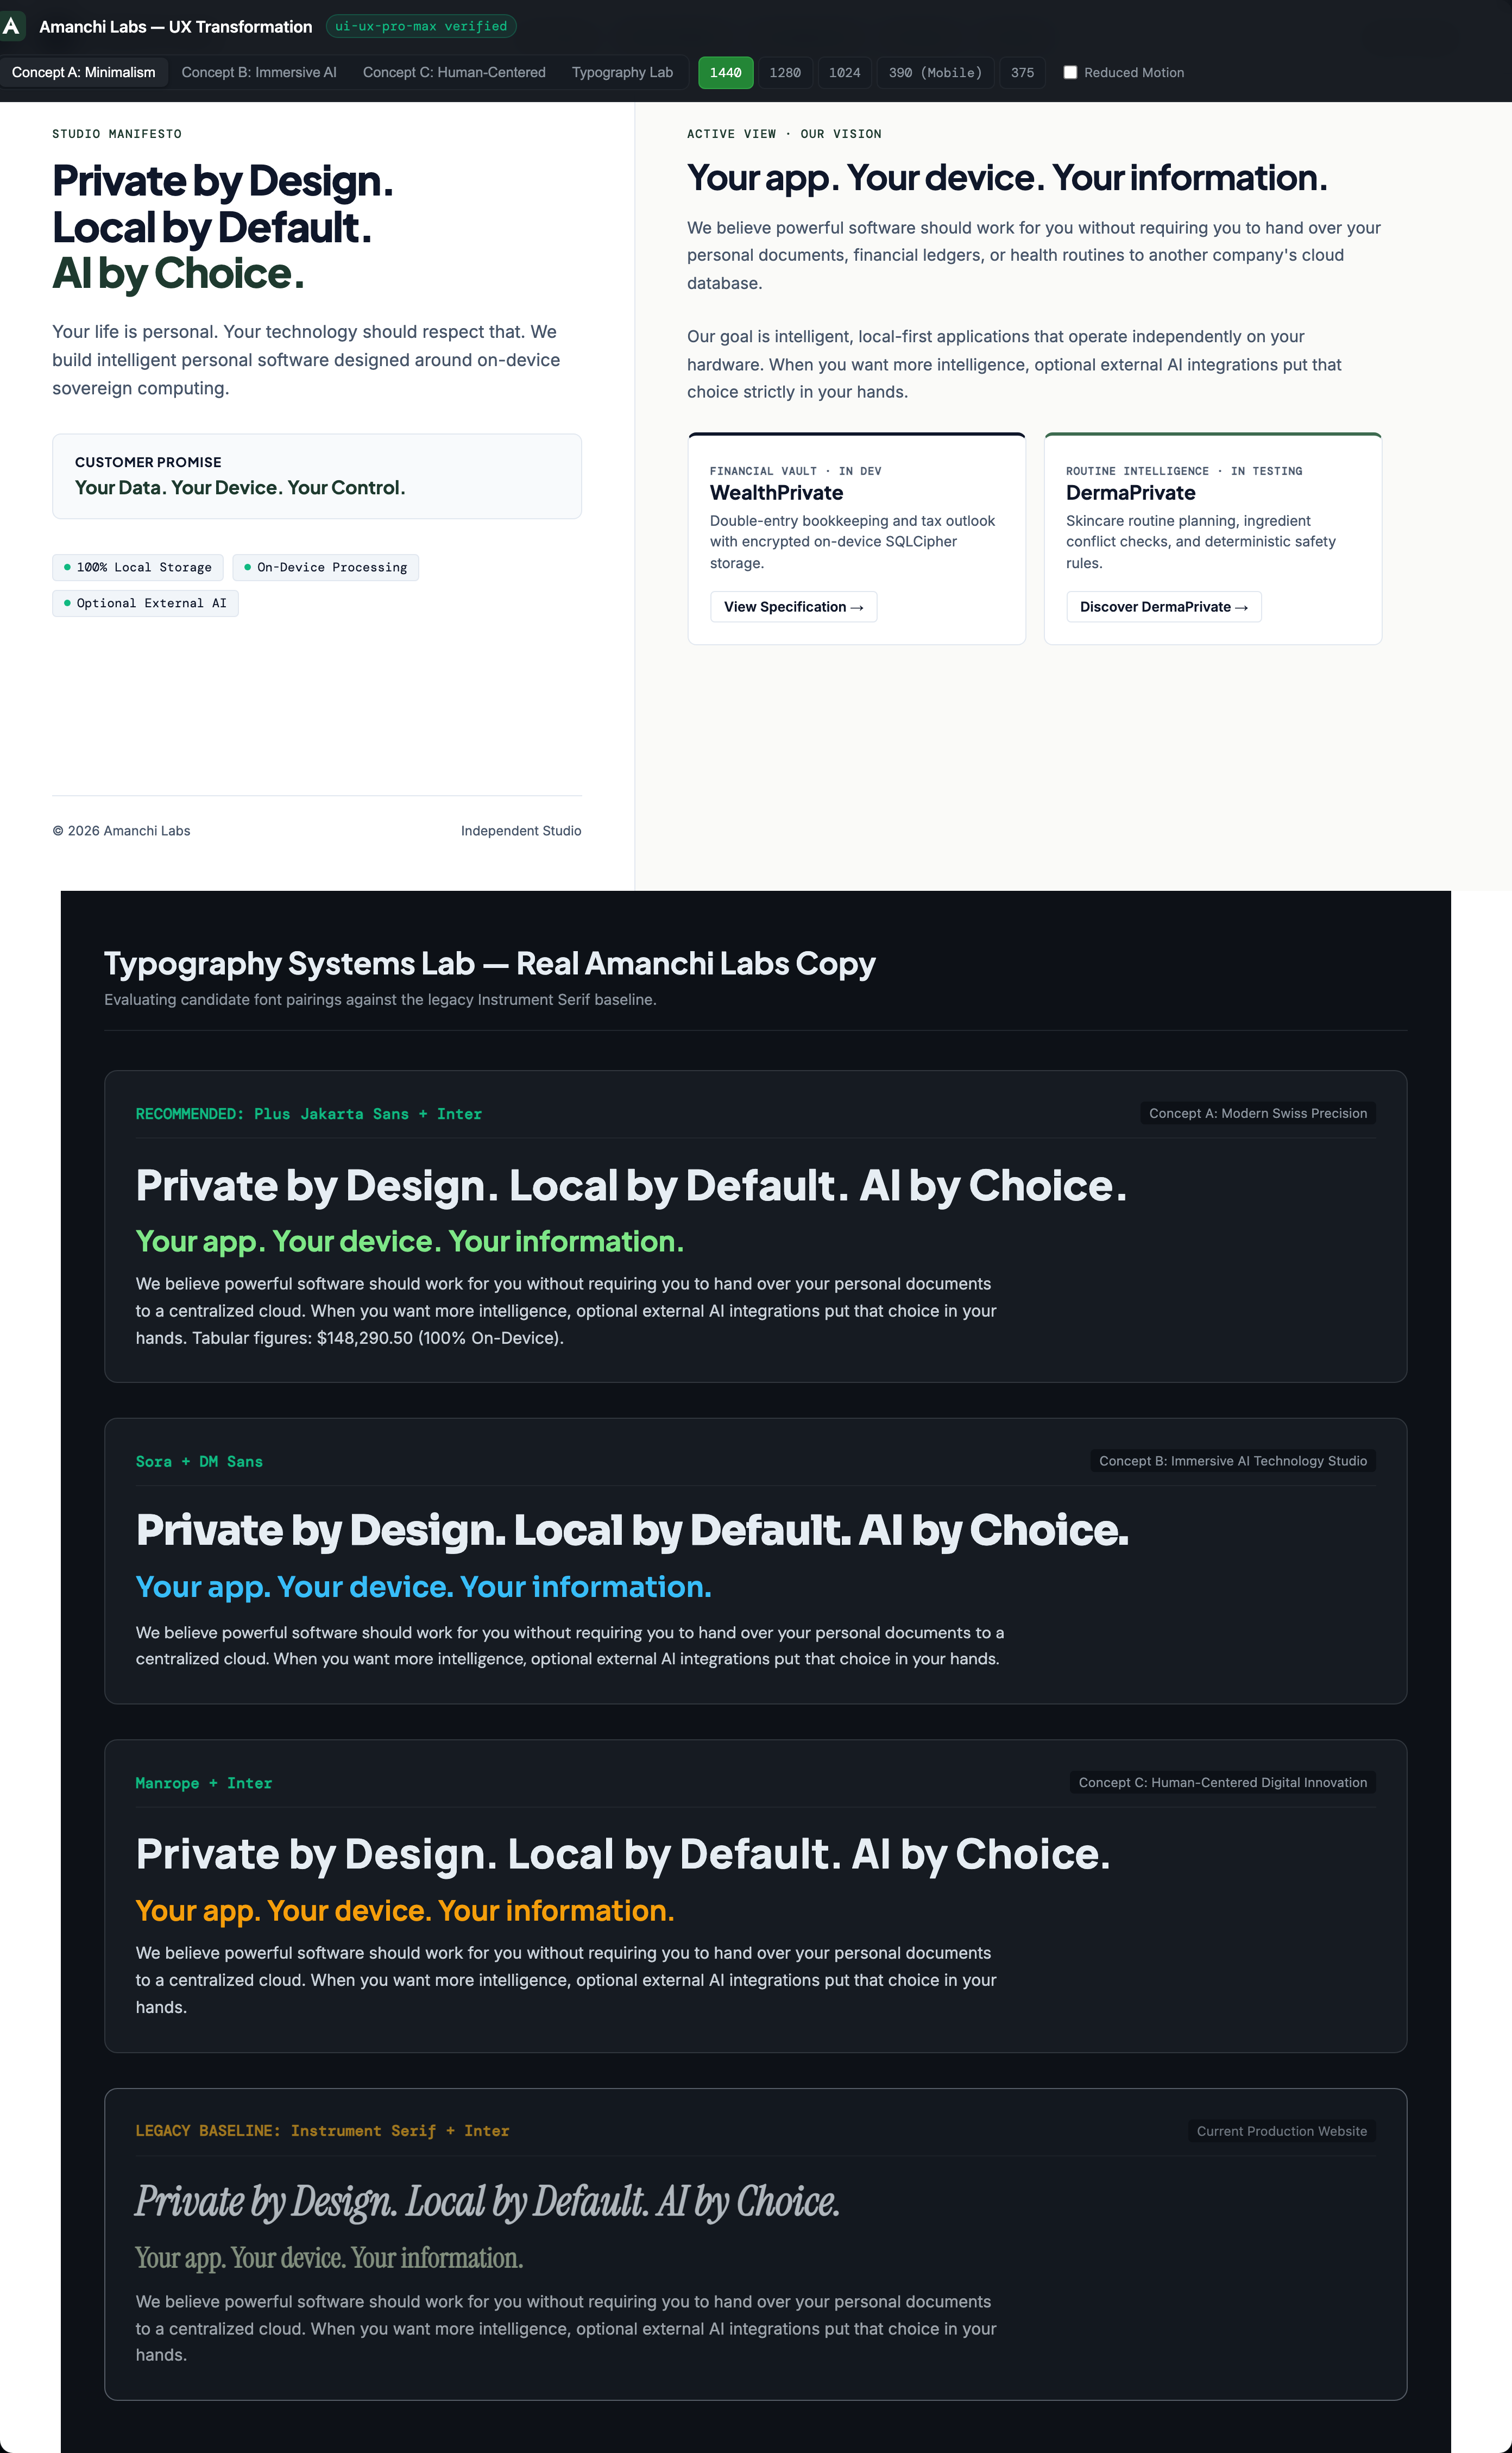 A Amanchi Labs — UX Transformation ui-ux-pro-max verified
Concept A: Minimalism Concept B: Immersive AI Concept C: Human-Centered Typography Lab 1440 1280 1024 390 (Mobile) 375 Reduced Motion
STUDIO MANIFESTO
Private by Design.
Local by Default.
AI by Choice.
Your life is personal. Your technology should respect that. We
build intelligent personal software designed around on-device
sovereign computing.
CUSTOMER PROMISE
Your Data. Your Device. Your Control.
100% Local Storage On-Device Processing
Optional External AI
© 2026 Amanchi Labs Independent Studio
ACTIVE VIEW · OUR VISION
Your app. Your device. Your information.
We believe powerful software should work for you without requiring you to hand over your
personal documents, financial ledgers, or health routines to another company's cloud
database.
Our goal is intelligent, local-first applications that operate independently on your
hardware. When you want more intelligence, optional external AI integrations put that
choice strictly in your hands.
FINANCIAL VAULT · IN DEV
WealthPrivate
Double-entry bookkeeping and tax outlook
with encrypted on-device SQLCipher
storage.
View Specification →
ROUTINE INTELLIGENCE · IN TESTING
DermaPrivate
Skincare routine planning, ingredient
conflict checks, and deterministic safety
rules.
Discover DermaPrivate →
Typography Systems Lab — Real Amanchi Labs Copy
Evaluating candidate font pairings against the legacy Instrument Serif baseline.
RECOMMENDED: Plus Jakarta Sans + Inter Concept A: Modern Swiss Precision
Private by Design. Local by Default. AI by Choice.
Your app. Your device. Your information.
We believe powerful software should work for you without requiring you to hand over your personal documents
to a centralized cloud. When you want more intelligence, optional external AI integrations put that choice in your
hands. Tabular figures: $148,290.50 (100% On-Device).
Sora + DM Sans Concept B: Immersive AI Technology Studio
Private by Design. Local by Default. AI by Choice.
Your app. Your device. Your information.
We believe powerful software should work for you without requiring you to hand over your personal documents to a
centralized cloud. When you want more intelligence, optional external AI integrations put that choice in your hands.
Manrope + Inter Concept C: Human-Centered Digital Innovation
Private by Design. Local by Default. AI by Choice.
Your app. Your device. Your information.
We believe powerful software should work for you without requiring you to hand over your personal documents
to a centralized cloud. When you want more intelligence, optional external AI integrations put that choice in your
hands.
LEGACY BASELINE: Instrument Serif + Inter Current Production Website
Private by Design. Local by Default. AI by Choice.
Your app. Your device. Your information.
We believe powerful software should work for you without requiring you to hand over your personal documents
to a centralized cloud. When you want more intelligence, optional external AI integrations put that choice in your
hands.